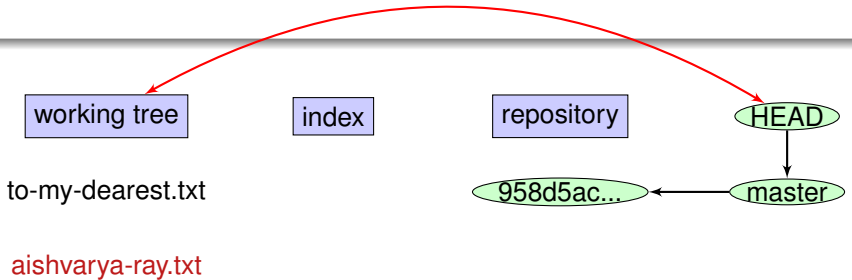 working tree index repository HEAD
to-my-dearest.txt 958d5ac... master
aishvarya-ray.txt